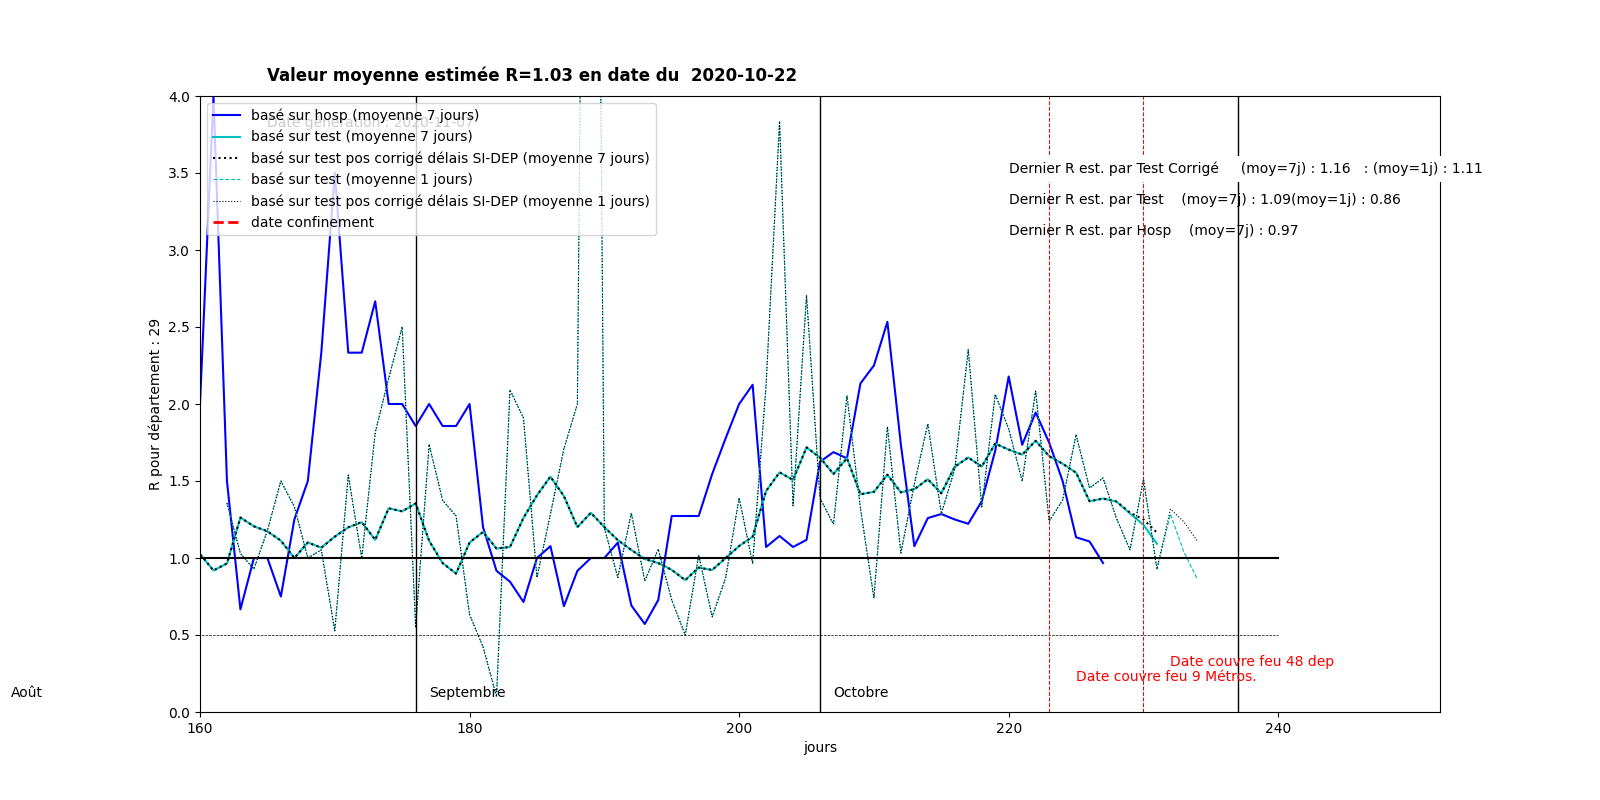 Valeur moyenne estimée R=1.03 en date du  2020-10-22
Date génération : 2020-11-07
basé sur hosp (moyenne 7 jours)
basé sur test (moyenne 7 jours)
basé sur test pos corrigé délais SI-DEP (moyenne 7 jours)
basé sur test (moyenne 1 jours)
basé sur test pos corrigé délais SI-DEP (moyenne 1 jours)
date confinement
Dernier R est. par Test Corrigé    (moy=7j) : 1.16   : (moy=1j) : 1.11
Dernier R est. par Test    (moy=7j) : 1.09(moy=1j) : 0.86
Dernier R est. par Hosp    (moy=7j) : 0.97
4.0
3.5
3.0
2.5
2.0
1.5
1.0
0.5
0.0
R pour département : 29
Date couvre feu 48 dep
Date couvre feu 9 Métros.
Août
Septembre
Octobre
160
180
200
220
240
jours